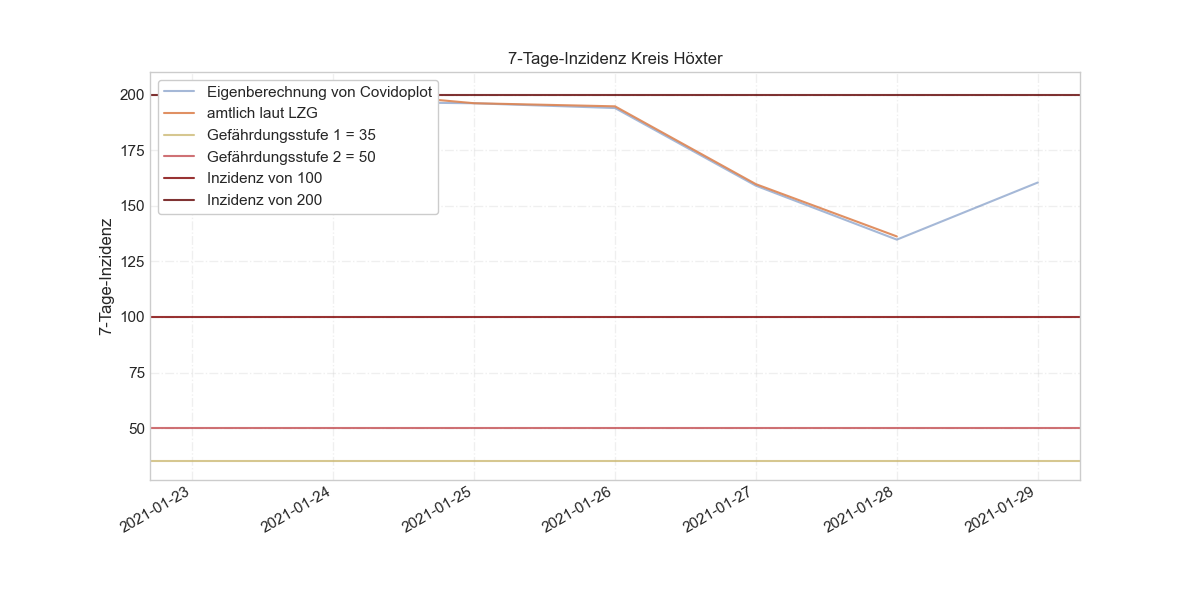 7-Tage-Inzidenz Kreis Höxter
Eigenberechnung von Covidoplot
amtlich laut LZG
Gefährdungsstufe 1 = 35
Gefährdungsstufe 2 = 50
Inzidenz von 100
Inzidenz von 200
7-Tage-Inzidenz
200
175
150
125
100
75
50
2021-01-23
2021-01-24
2021-01-25
2021-01-26
2021-01-27
2021-01-28
2021-01-29